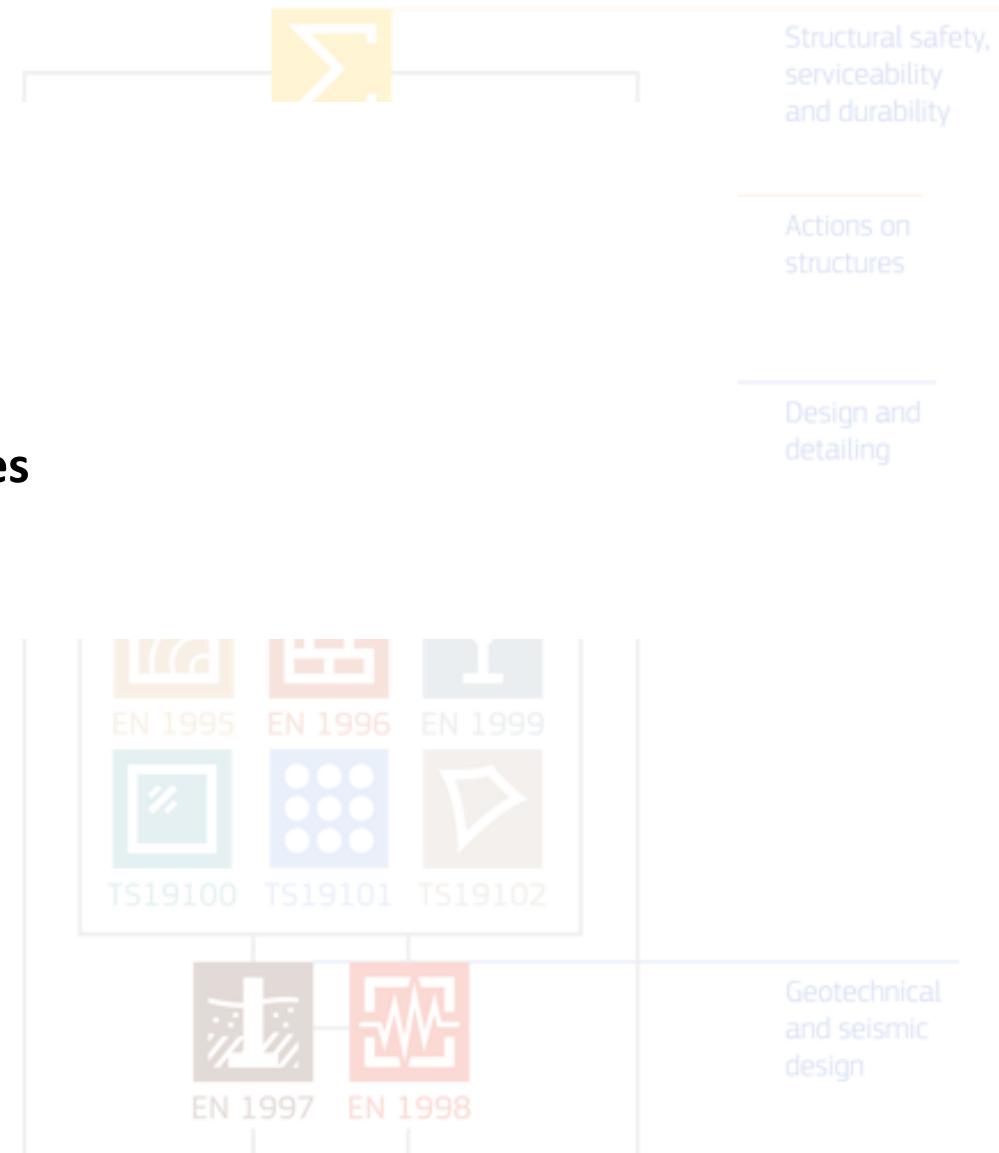 Structural safety,
serviceability
and durability
Actions on
structures
Design and
detailing
es
EN 1995 EN 1996 EN 1999
TS19100 TS19101 TS19102
Geotechnical
and seismic
design
EN 1997 EN 1998